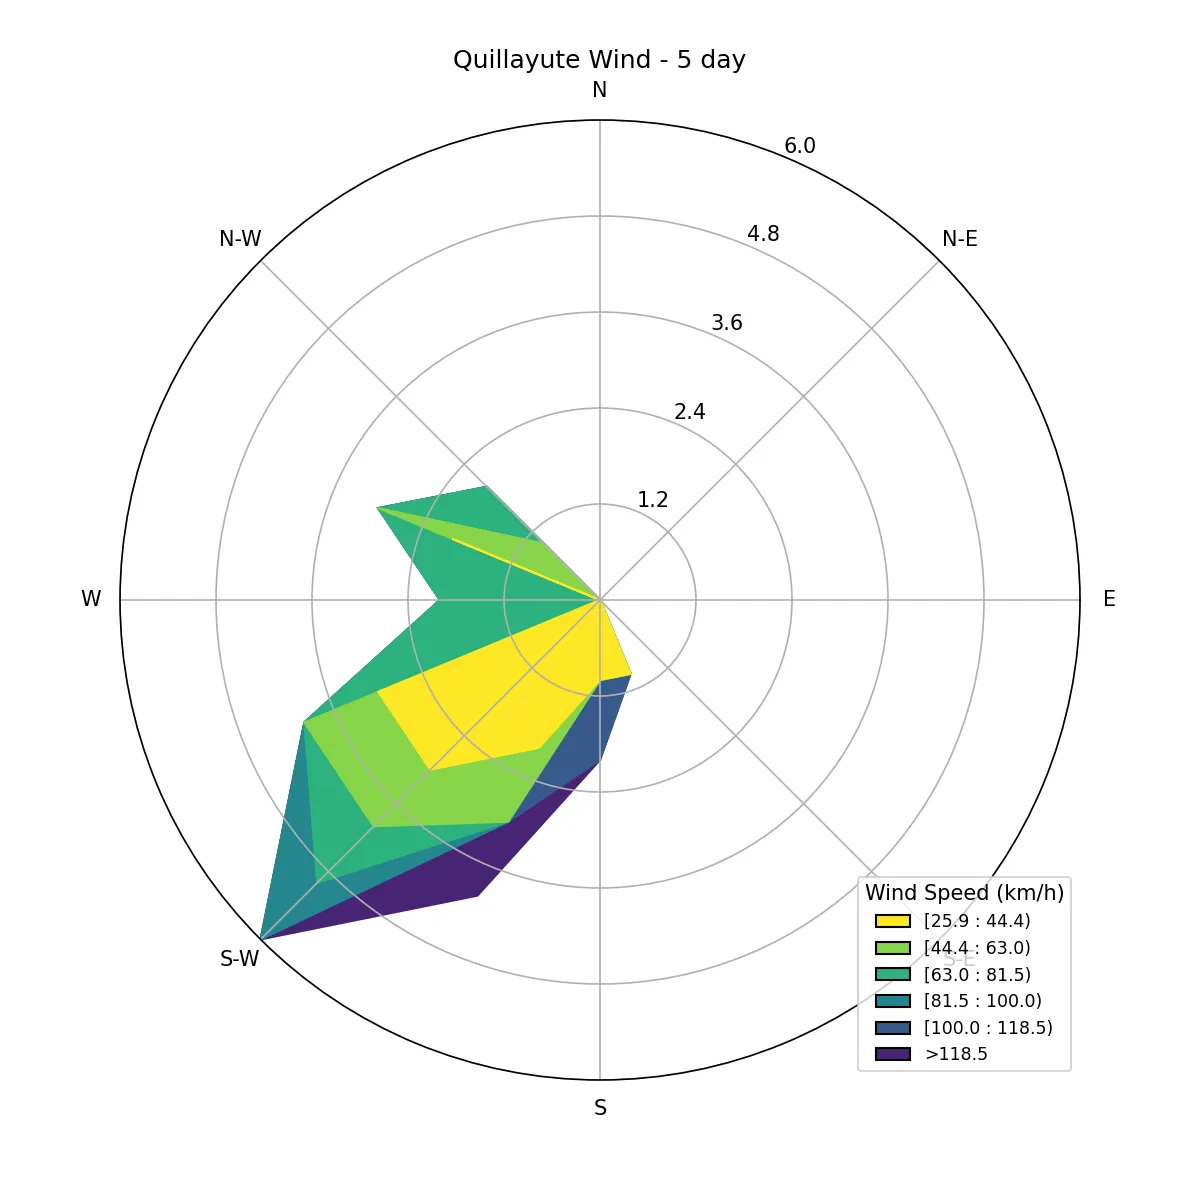 Quillayute Wind - 5 day
N
6.0
N-W
N-E
4.8
3.6
2.4
1.2
W
E
Wind Speed (km/h)
[25.9 : 44.4)
[44.4 : 63.0)
S-W
S-E
[63.0 : 81.5)
[81.5 : 100.0)
[100.0 : 118.5)
>118.5
S